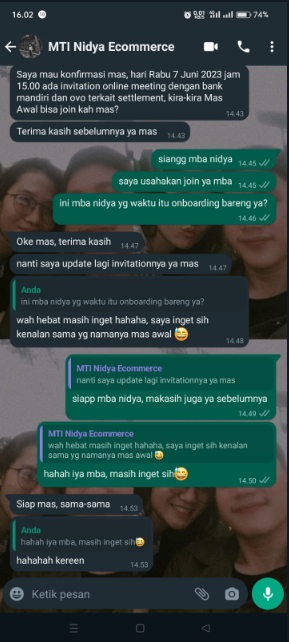 16.02
74%
MTI Nidya Ecommerce
Saya mau konfirmasi mas, hari Rabu 7 Juni 2023 jam
15.00 ada invitation online meeting dengan bank
mandiri dan ovo terkait settlement, kira-kira Mas
Awal bisa join kah mas?
14.43
Terima kasih sebelumnya ya mas 14.43
siangg mba nidya 14.45
saya usahakan join ya mba 14.45
ini mba nidya yg waktu itu onboarding bareng ya?
14.46
Oke mas, terima kasih 14.47
nanti saya update lagi invitationnya ya mas 14.47
Anda
ini mba nidya yg waktu itu onboarding bareng ya?
wah hebat masih inget hahaha, saya inget sih
kenalan sama yg namanya mas awal 😅
14.48
MTI Nidya Ecommerce
nanti saya update lagi invitationnya ya mas
siapp mba nidya, makasih juga ya sebelumnya
14.49
MTI Nidya Ecommerce
wah hebat masih inget hahaha, saya inget sih kenalan
sama yg namanya mas awal 😅
hahah iya mba, masih inget sih😅
14.50
Siap mas, sama-sama 14.53
Anda
hahah iya mba, masih inget sih😅
hahahah kereen
14.53
Ketik pesan